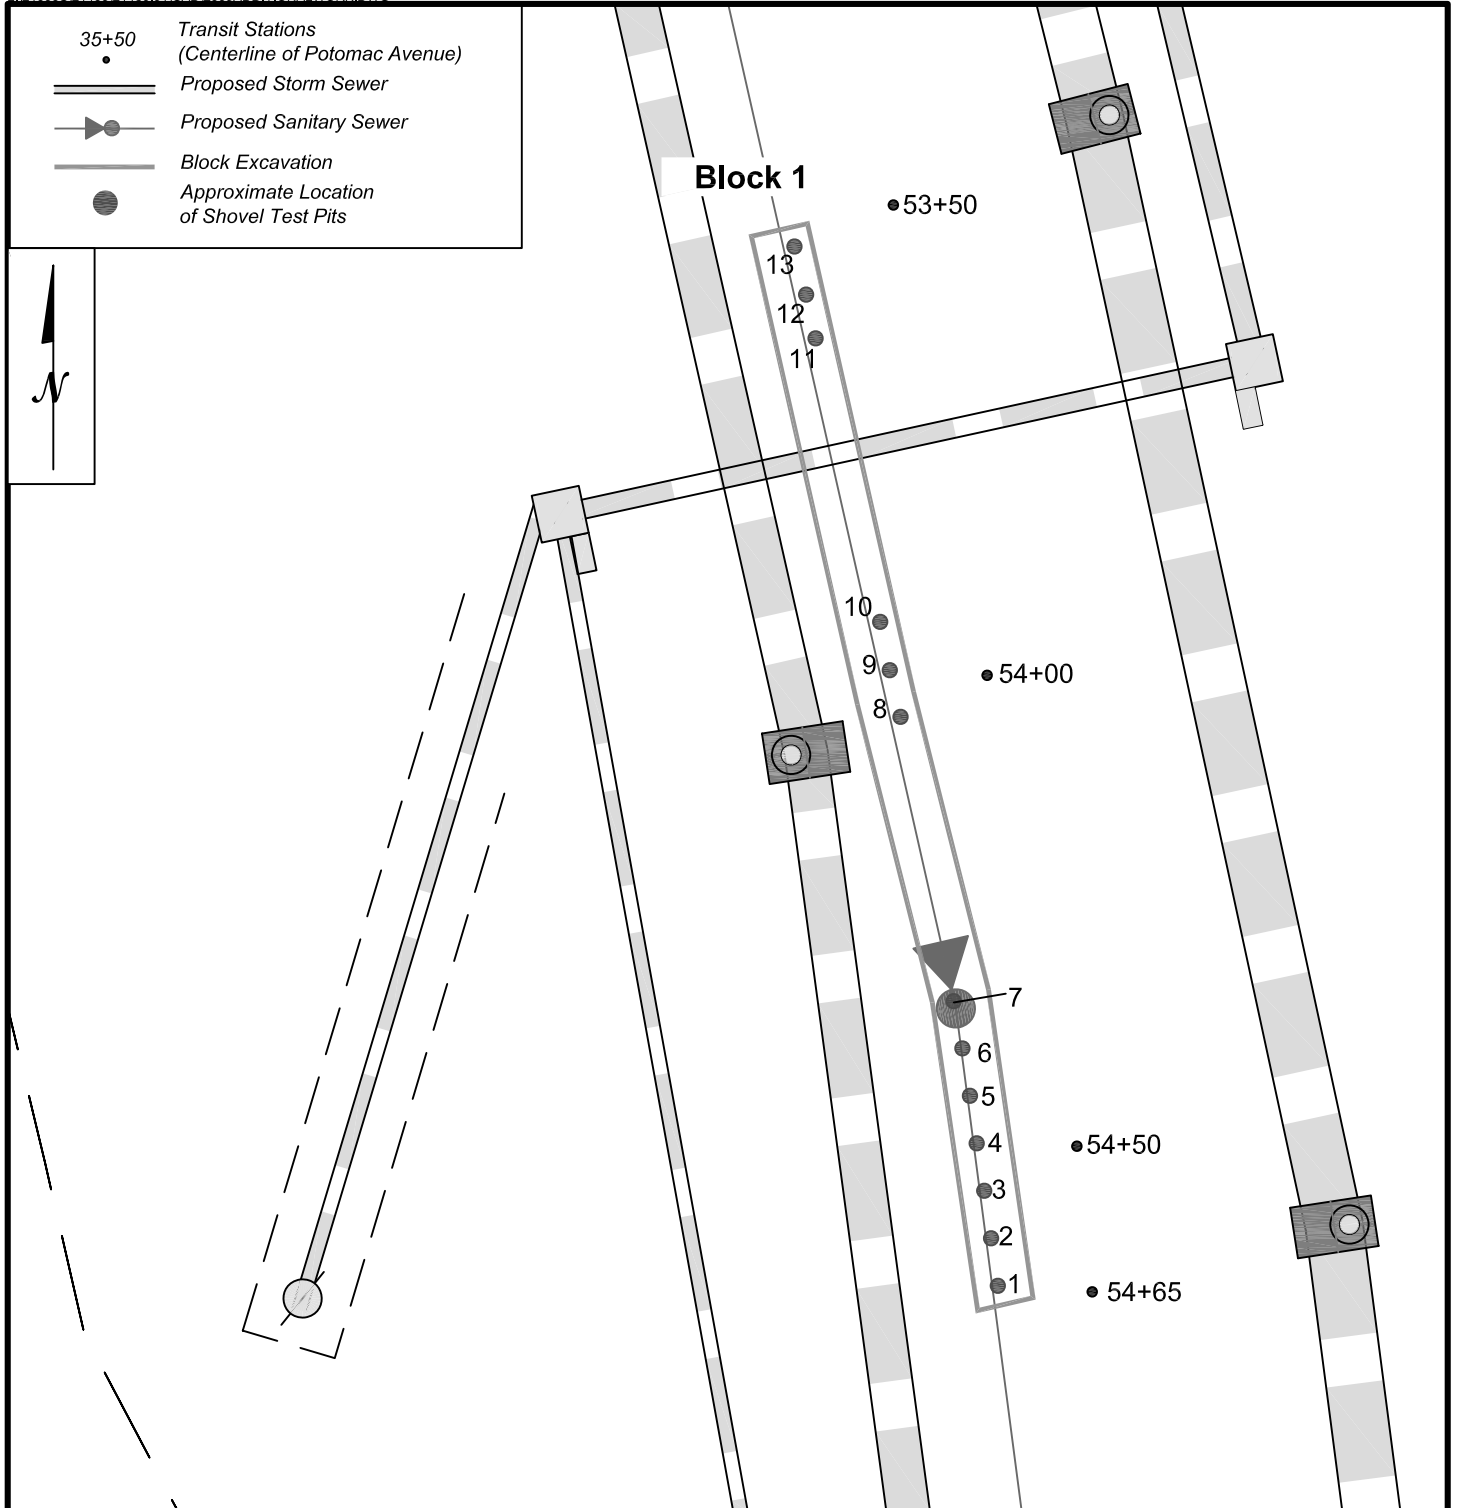 35+50
Transit Stations
(Centerline of Potomac Avenue)
Proposed Storm Sewer
Proposed Sanitary Sewer
Block Excavation
Approximate Location
of Shovel Test Pits
N
Block 1
53+50
13
12
11
10
9
54+00
8
7
6
5
4
54+50
3
2
1
54+65